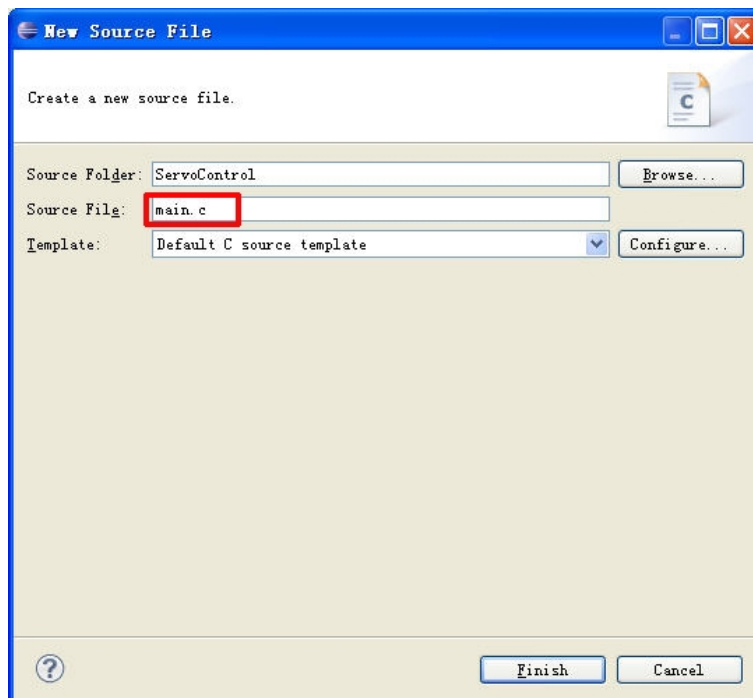 New Source File
Create a new source file.
Source Folder: ServoControl Browse...
Source File: main.c
Template: Default C source template Configure...
? Finish Cancel